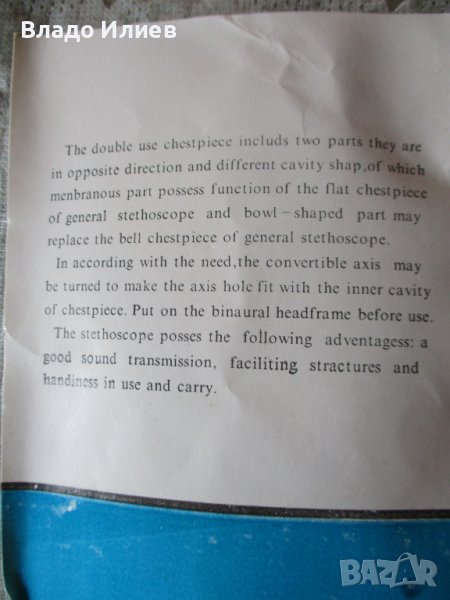 Владо Илиев
The double use chestpiece includs two parts they are
in opposite direction and different cavity shap,of which
menbranous part possess function of the flat chestpiece
of general stethoscope and bowl-shaped part may
replace the bell chestpiece of general stethoscope.
In according with the need,the convertible axis may
be turned to make the axis hole fit with the inner cavity
of chestpiece. Put on the binaural headframe before use.
The stethoscope posses the following adventagess: a
good sound transmission, faciliting stractures and
handiness in use and carry.
BAZAR